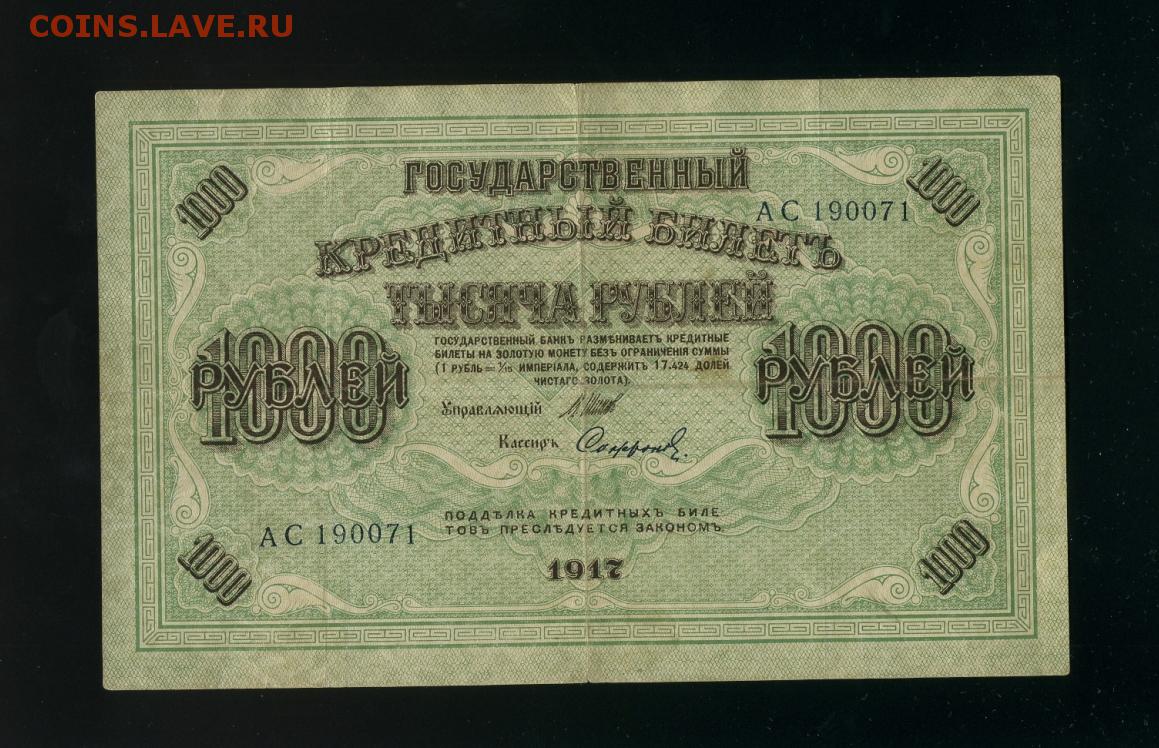 COINS.LAVE.RU
1000 1000
ГОСУДАРСТВЕННЫЙ
АС 190071
КРЕДИТНЫЙ БИЛЕТЪ
ТЫСЯЧА РУБЛЕЙ
ГОСУДАРСТВЕННЫЙ БАНКЪ РАЗМѢНИВАЕТЪ КРЕДИТНЫЕ
БИЛЕТЫ НА ЗОЛОТУЮ МОНЕТУ БЕЗЪ ОГРАНИЧЕНІЯ СУММЫ
(1 РУБЛЬ = 1/15 ИМПЕРІАЛА, СОДЕРЖИТЪ 17.424 ДОЛЕЙ
ЧИСТАГО ЗОЛОТА).
1000 1000
РУБЛЕЙ РУБЛЕЙ
Управляющій
Кассиръ
ПОДДѢЛКА КРЕДИТНЫХЪ БИЛЕ-
ТОВЪ ПРЕСЛѢДУЕТСЯ ЗАКОНОМЪ
АС 190071
1917
1000 1000